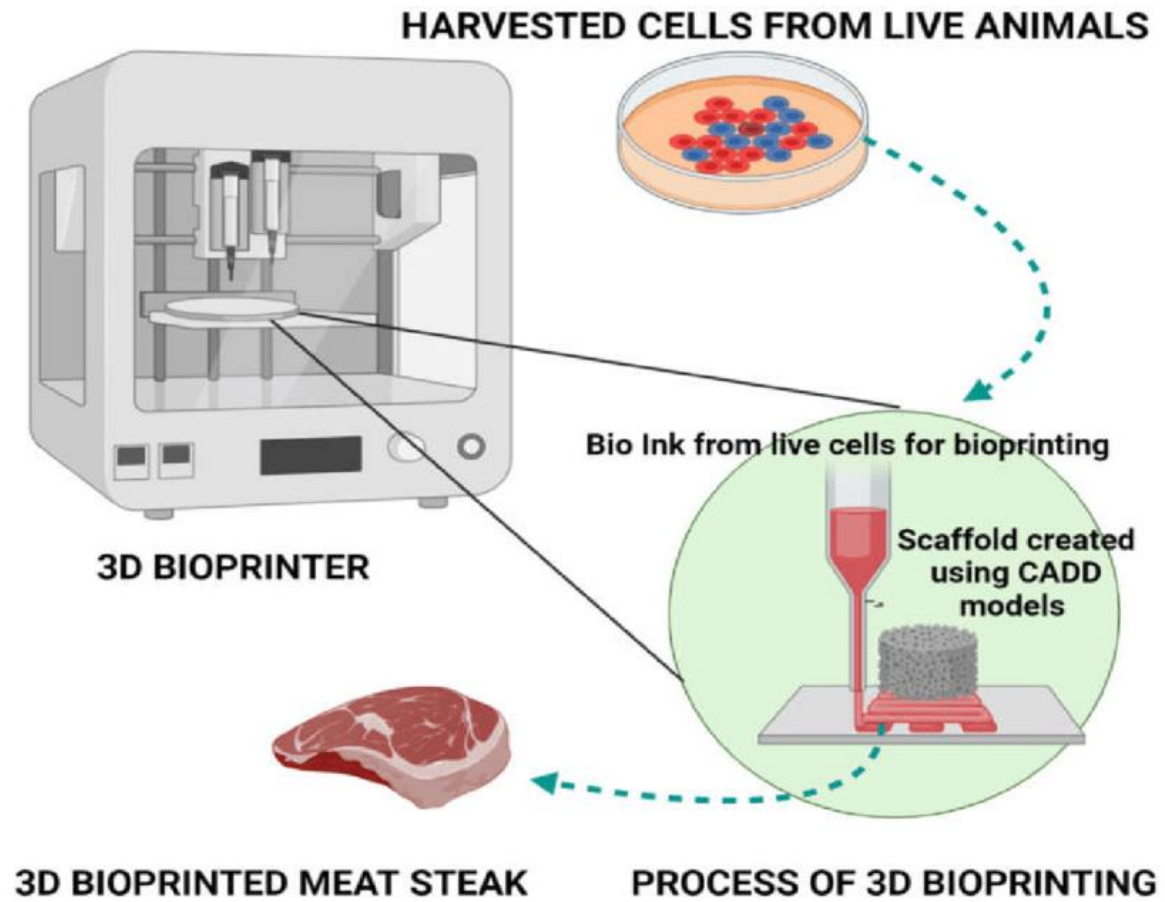 HARVESTED CELLS FROM LIVE ANIMALS
Bio Ink from live cells for bioprinting
Scaffold created
using CADD
models
3D BIOPRINTER
3D BIOPRINTED MEAT STEAK
PROCESS OF 3D BIOPRINTING